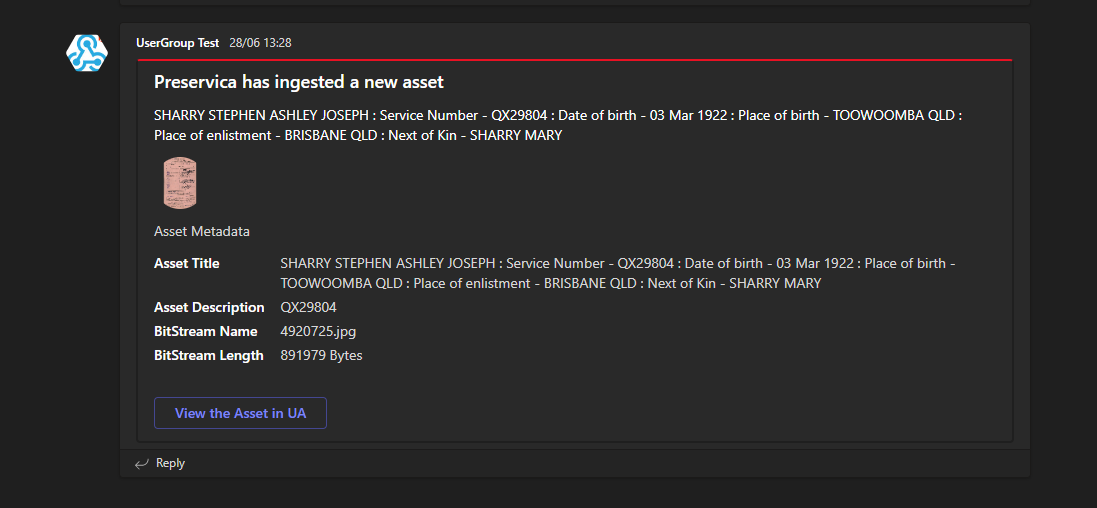 UserGroup Test 28/06 13:28
Preservica has ingested a new asset
SHARRY STEPHEN ASHLEY JOSEPH : Service Number - QX29804 : Date of birth - 03 Mar 1922 : Place of birth - TOOWOOMBA QLD :
Place of enlistment - BRISBANE QLD : Next of Kin - SHARRY MARY
Asset Metadata
Asset Title SHARRY STEPHEN ASHLEY JOSEPH : Service Number - QX29804 : Date of birth - 03 Mar 1922 : Place of birth -
TOOWOOMBA QLD : Place of enlistment - BRISBANE QLD : Next of Kin - SHARRY MARY
Asset Description QX29804
BitStream Name 4920725.jpg
BitStream Length 891979 Bytes
View the Asset in UA
Reply